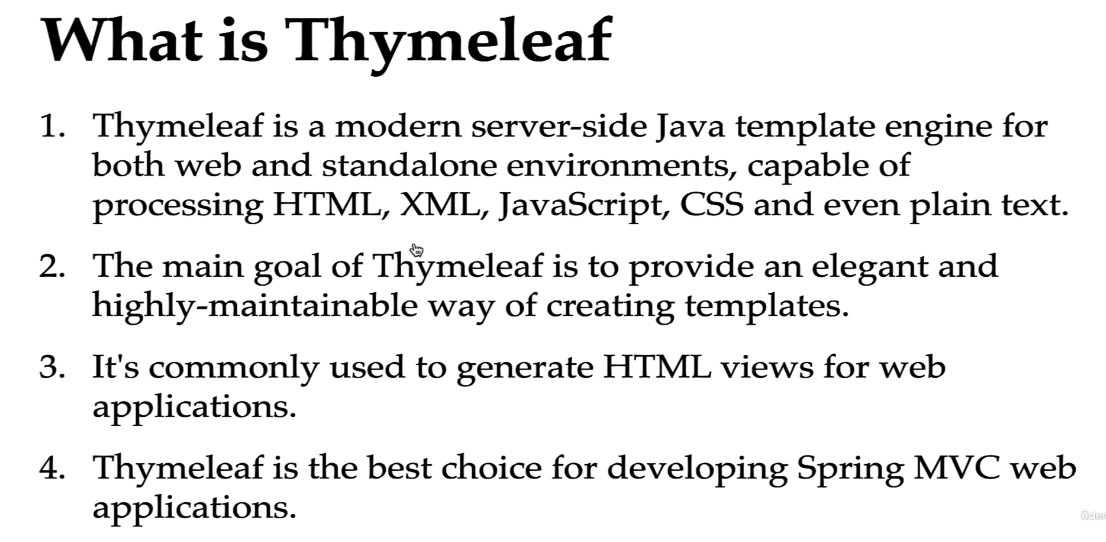 What is Thymeleaf
1. Thymeleaf is a modern server-side Java template engine for
both web and standalone environments, capable of
processing HTML, XML, JavaScript, CSS and even plain text.
2. The main goal of Thymeleaf is to provide an elegant and
highly-maintainable way of creating templates.
3. It's commonly used to generate HTML views for web
applications.
4. Thymeleaf is the best choice for developing Spring MVC web
applications.